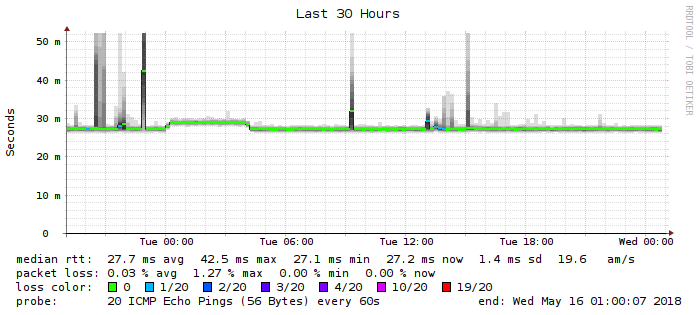 Last 30 Hours
RRDTOOL / TOBI OETIKER
Seconds
50 m
40 m
30 m
20 m
10 m
0
Tue 00:00 Tue 06:00 Tue 12:00 Tue 18:00 Wed 00:00
median rtt: 27.7 ms avg 42.5 ms max 27.1 ms min 27.2 ms now 1.4 ms sd 19.6 am/s
packet loss: 0.03 % avg 1.27 % max 0.00 % min 0.00 % now
loss color: 0 1/20 2/20 3/20 4/20 10/20 19/20
probe: 20 ICMP Echo Pings (56 Bytes) every 60s end: Wed May 16 01:00:07 2018